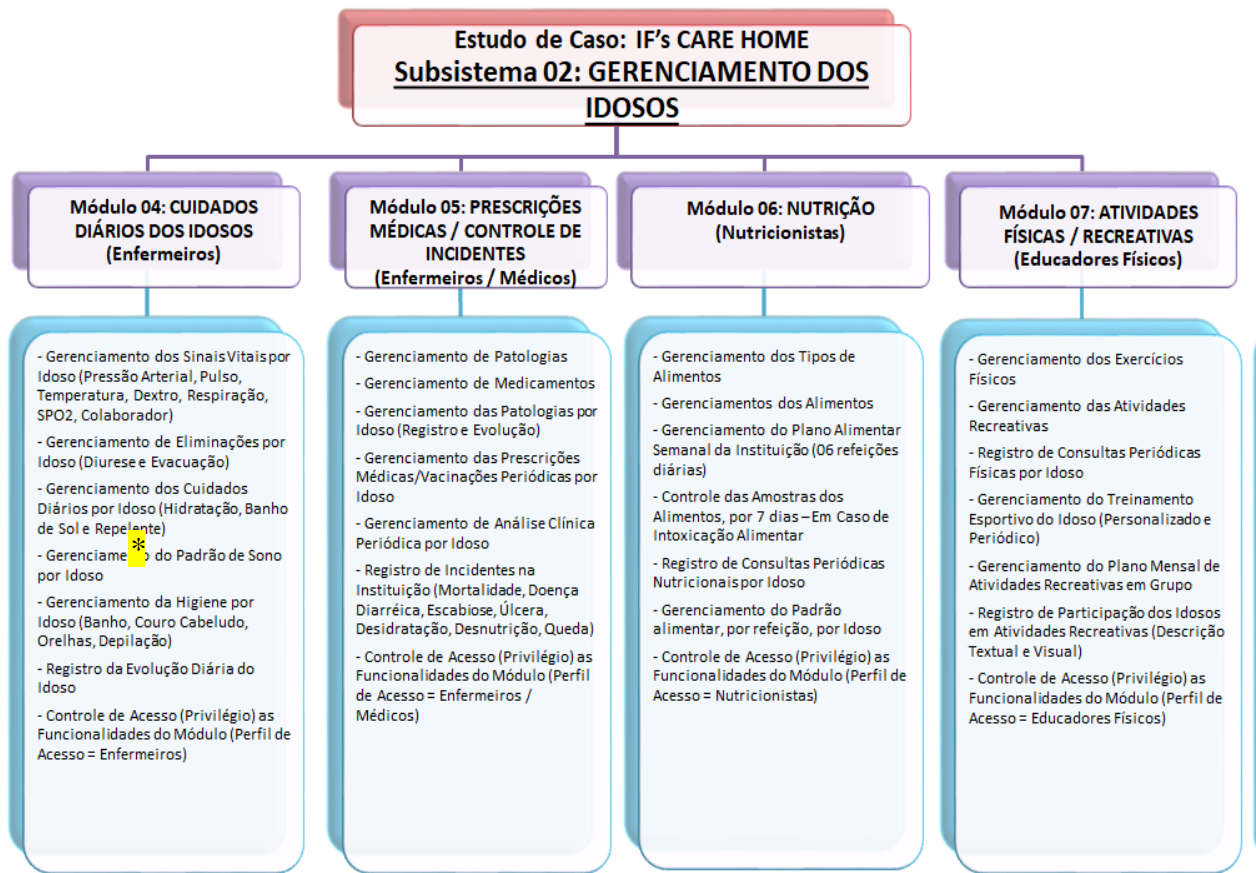 Estudo de Caso: IF's CARE HOME
Subsistema 02: GERENCIAMENTO DOS
IDOSOS
Módulo 04: CUIDADOS
DIÁRIOS DOS IDOSOS
(Enfermeiros)
- Gerenciamento dos Sinais Vitais por
Idoso (Pressão Arterial, Pulso,
Temperatura, Dextro, Respiração,
SPO2, Colaborador)
- Gerenciamento de Eliminações por
Idoso (Diurese e Evacuação)
- Gerenciamento dos Cuidados
Diários por Idoso (Hidratação, Banho
de Sol e Repelente)
*
- Gerenciamento do Padrão de Sono
por Idoso
- Gerenciamento da Higiene por
Idoso (Banho, Couro Cabeludo,
Orelhas, Depilação)
- Registro da Evolução Diária do
Idoso
- Controle de Acesso (Privilégio) as
Funcionalidades do Módulo (Perfil de
Acesso = Enfermeiros)
Módulo 05: PRESCRIÇÕES
MÉDICAS / CONTROLE DE
INCIDENTES
(Enfermeiros / Médicos)
- Gerenciamento de Patologias
- Gerenciamento de Medicamentos
- Gerenciamento das Patologias por
Idoso (Registro e Evolução)
- Gerenciamento das Prescrições
Médicas/Vacinações Periódicas por
Idoso
- Gerenciamento de Análise Clínica
Periódica por Idoso
- Registro de Incidentes na
Instituição (Mortalidade, Doença
Diarréica, Escabiose, Úlcera,
Desidratação, Desnutrição, Queda)
- Controle de Acesso (Privilégio) as
Funcionalidades do Módulo (Perfil
de Acesso = Enfermeiros /
Médicos)
Módulo 06: NUTRIÇÃO
(Nutricionistas)
- Gerenciamento dos Tipos de
Alimentos
- Gerenciamentos dos Alimentos
- Gerenciamento do Plano Alimentar
Semanal da Instituição (06 refeições
diárias)
- Controle das Amostras dos
Alimentos, por 7 dias – Em Caso de
Intoxicação Alimentar
- Registro de Consultas Periódicas
Nutricionais por Idoso
- Gerenciamento do Padrão
alimentar, por refeição, por Idoso
- Controle de Acesso (Privilégio) as
Funcionalidades do Módulo (Perfil de
Acesso = Nutricionistas)
Módulo 07: ATIVIDADES
FÍSICAS / RECREATIVAS
(Educadores Físicos)
- Gerenciamento dos Exercícios
Físicos
- Gerenciamento das Atividades
Recreativas
- Registro de Consultas Periódicas
Físicas por Idoso
- Gerenciamento do Treinamento
Esportivo do Idoso (Personalizado e
Periódico)
- Gerenciamento do Plano Mensal de
Atividades Recreativas em Grupo
- Registro de Participação dos Idosos
em Atividades Recreativas (Descrição
Textual e Visual)
- Controle de Acesso (Privilégio) as
Funcionalidades do Módulo (Perfil de
Acesso = Educadores Físicos)